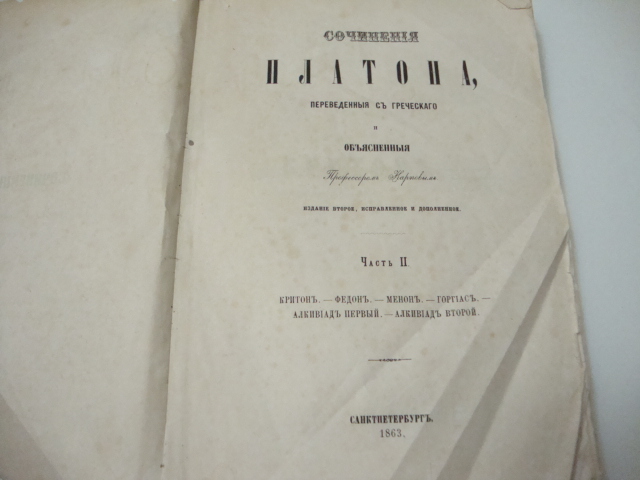 СОЧИНЕНІЯ
ПЛАТОНА,
ПЕРЕВЕДЕННЫЯ СЪ ГРЕЧЕСКАГО
И
ОБЪЯСНЕННЫЯ
Профессоромъ Карповымъ.
ИЗДАНІЕ ВТОРОЕ, ИСПРАВЛЕННОЕ И ДОПОЛНЕННОЕ.
Часть II.
КРИТОНЪ. — ФЕДОНЪ. — МЕНОНЪ. — ГОРГІАСЪ. —
АЛКИВІАДЪ ПЕРВЫЙ. — АЛКИВІАДЪ ВТОРОЙ.
САНКТПЕТЕРБУРГЪ.
1863.